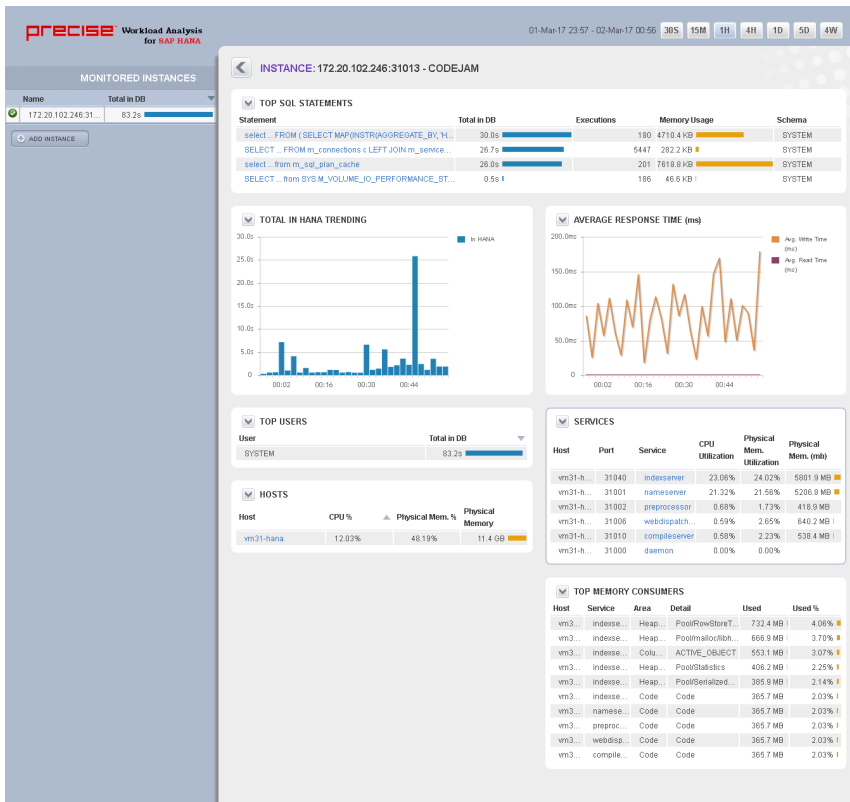 precise Workload Analysis
for SAP HANA
01-Mar-17 23:57 - 02-Mar-17 00:56 30S 15M 1H 4H 1D 5D 4W
MONITORED INSTANCES
Name Total in DB
172.20.102.246:31... 83.2s
ADD INSTANCE
INSTANCE: 172.20.102.246:31013 - CODEJAM
TOP SQL STATEMENTS
Statement Total in DB Executions Memory Usage Schema
select ... FROM ( SELECT MAP(INSTR(AGGREGATE_BY, 'H... 30.0s 180 4710.4 KB SYSTEM
SELECT ... FROM m_connections c LEFT JOIN m_service... 26.7s 5447 282.2 KB SYSTEM
select ... from m_sql_plan_cache 26.0s 201 7618.8 KB SYSTEM
SELECT ... from SYS.M_VOLUME_IO_PERFORMANCE_ST... 0.5s 186 46.6 KB SYSTEM
TOTAL IN HANA TRENDING
30.0s
25.0s
20.0s
15.0s
10.0s
5.0s
0
00:02 00:16 00:30 00:44
In HANA
AVERAGE RESPONSE TIME (ms)
200.0ms
150.0ms
100.0ms
50.0ms
0
00:02 00:16 00:30 00:44
Avg. Write Time
(ms)
Avg. Read Time
(ms)
TOP USERS
User Total in DB
SYSTEM 83.2s
HOSTS
Host CPU % Physical Mem. % Physical Memory
vm31-hana 12.03% 48.19% 11.4 GB
SERVICES
Host Port Service CPU Utilization Physical Mem. Utilization Physical Mem. (mb)
vm31-h... 31040 indexserver 23.06% 24.02% 5801.9 MB
vm31-h... 31001 nameserver 21.32% 21.56% 5206.8 MB
vm31-h... 31002 preprocessor 0.68% 1.73% 418.9 MB
vm31-h... 31006 webdispatch... 0.59% 2.65% 640.2 MB
vm31-h... 31010 compileserver 0.58% 2.23% 538.4 MB
vm31-h... 31000 daemon 0.00% 0.00%
TOP MEMORY CONSUMERS
Host Service Area Detail Used Used %
vm3... indexse... Heap... Pool/RowStoreT... 732.4 MB 4.06%
vm3... indexse... Heap... Pool/malloc/libh... 666.9 MB 3.70%
vm3... indexse... Colu... ACTIVE_OBJECT 553.1 MB 3.07%
vm3... indexse... Heap... Pool/Statistics 406.2 MB 2.25%
vm3... indexse... Heap... Pool/Serialized... 385.9 MB 2.14%
vm3... indexse... Code Code 365.7 MB 2.03%
vm3... namese... Code Code 365.7 MB 2.03%
vm3... preproc... Code Code 365.7 MB 2.03%
vm3... webdisp... Code Code 365.7 MB 2.03%
vm3... compile... Code Code 365.7 MB 2.03%